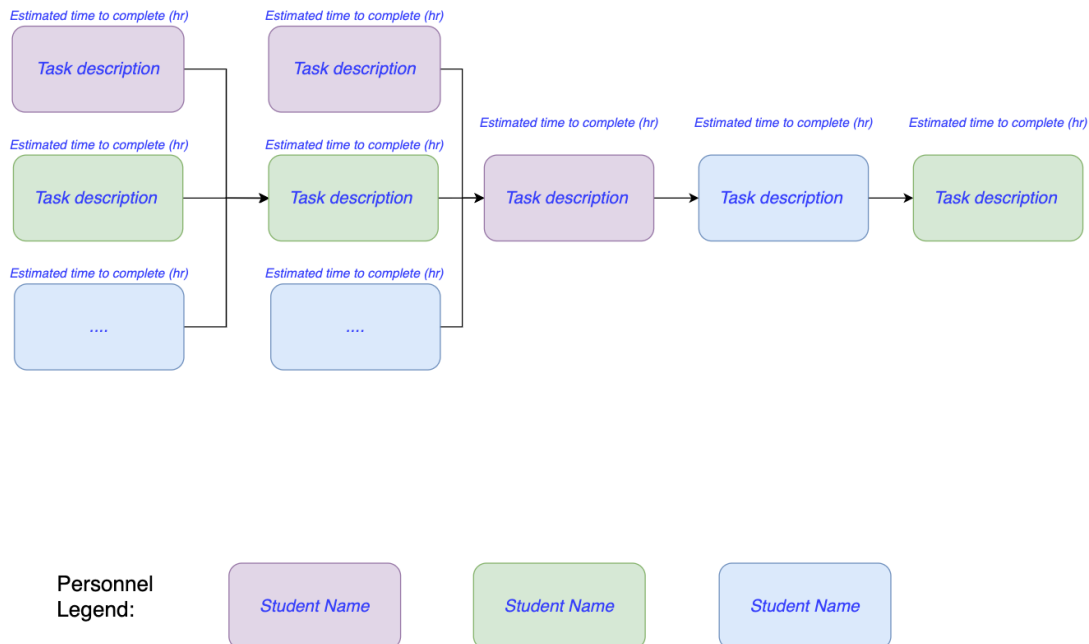 Estimated time to complete (hr)
Estimated time to complete (hr)
Task description
Task description
Estimated time to complete (hr)
Estimated time to complete (hr)
Estimated time to complete (hr)
Estimated time to complete (hr)
Estimated time to complete (hr)
Task description
Task description
Task description
Task description
Task description
Estimated time to complete (hr)
Estimated time to complete (hr)
....
....
Personnel
Legend:
Student Name
Student Name
Student Name